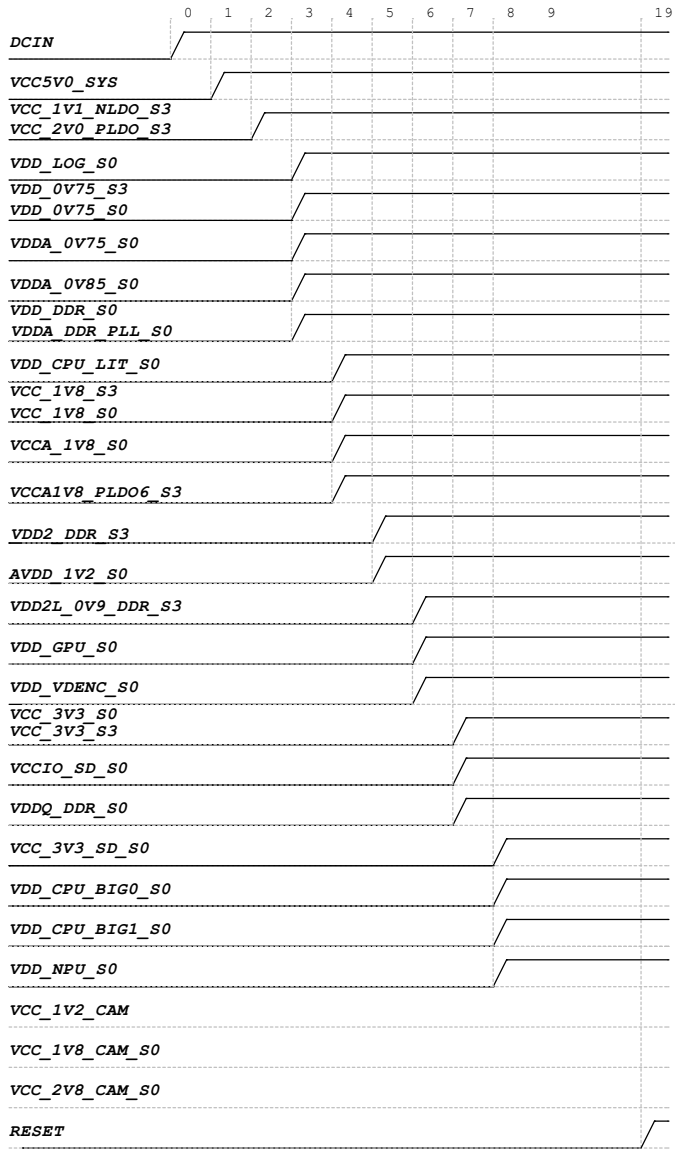 0 1 2 3 4 5 6 7 8 9 19
DCIN
VCC5V0_SYS
VCC_1V1_NLDO_S3
VCC_2V0_PLDO_S3
VDD_LOG_S0
VDD_0V75_S3
VDD_0V75_S0
VDDA_0V75_S0
VDDA_0V85_S0
VDD_DDR_S0
VDDA_DDR_PLL_S0
VDD_CPU_LIT_S0
VCC_1V8_S3
VCC_1V8_S0
VCCA_1V8_S0
VCCA1V8_PLDO6_S3
VDD2_DDR_S3
AVDD_1V2_S0
VDD2L_0V9_DDR_S3
VDD_GPU_S0
VDD_VDENC_S0
VCC_3V3_S0
VCC_3V3_S3
VCCIO_SD_S0
VDDQ_DDR_S0
VCC_3V3_SD_S0
VDD_CPU_BIG0_S0
VDD_CPU_BIG1_S0
VDD_NPU_S0
VCC_1V2_CAM
VCC_1V8_CAM_S0
VCC_2V8_CAM_S0
RESET